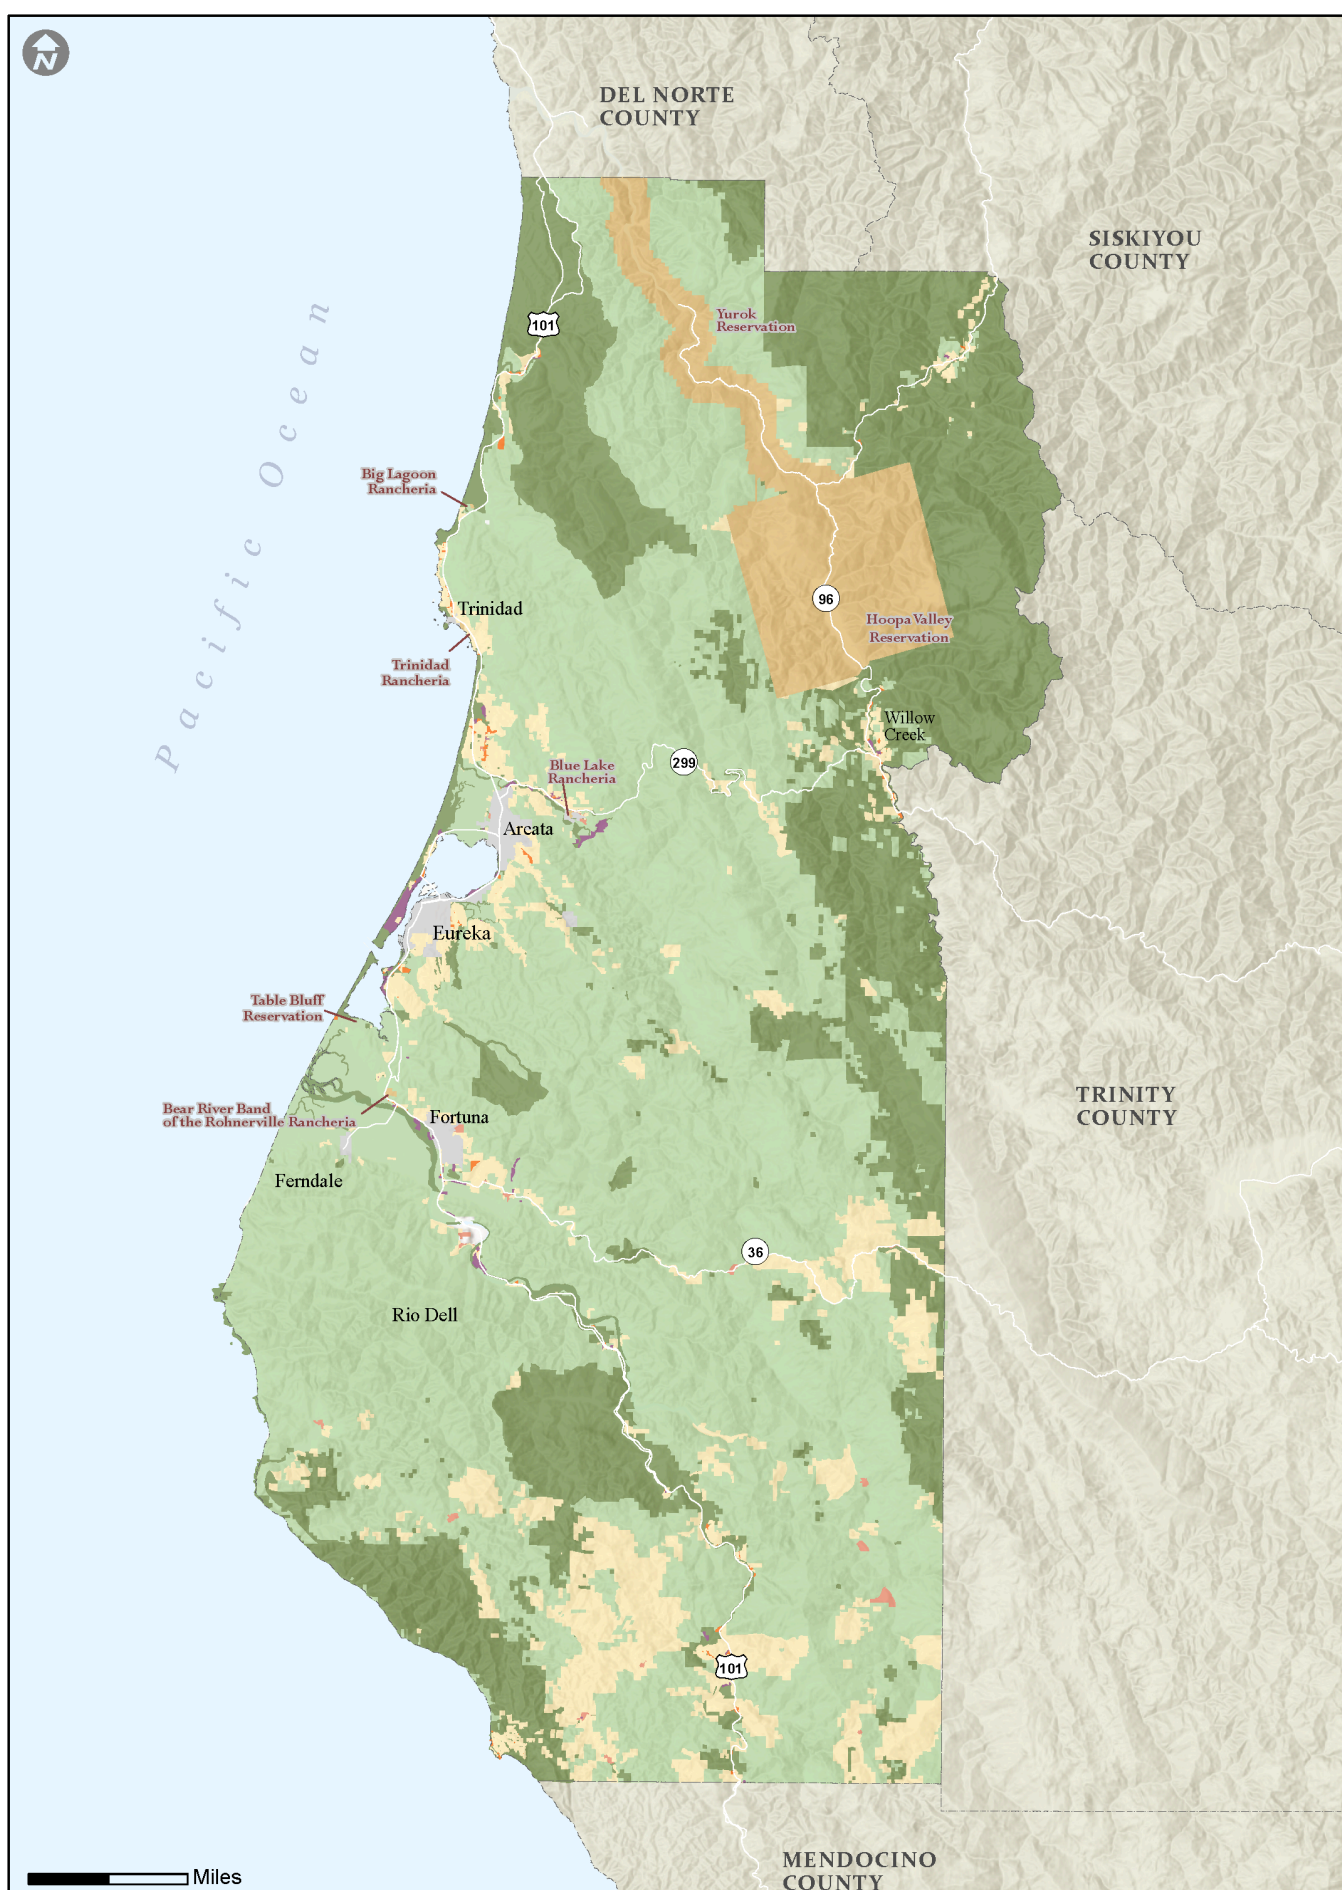 N
DEL NORTE
COUNTY
SISKIYOU
COUNTY
Yurok
Reservation
101
Pacific Ocean
Big Lagoon
Rancheria
96
Trinidad
Hoopa Valley
Reservation
Trinidad
Rancheria
Willow
Creek
299
Blue Lake
Rancheria
Arcata
Eureka
Table Bluff
Reservation
TRINITY
COUNTY
Bear River Band
of the Rohnerville Rancheria
Fortuna
Ferndale
36
Rio Dell
101
MENDOCINO
COUNTY
Miles